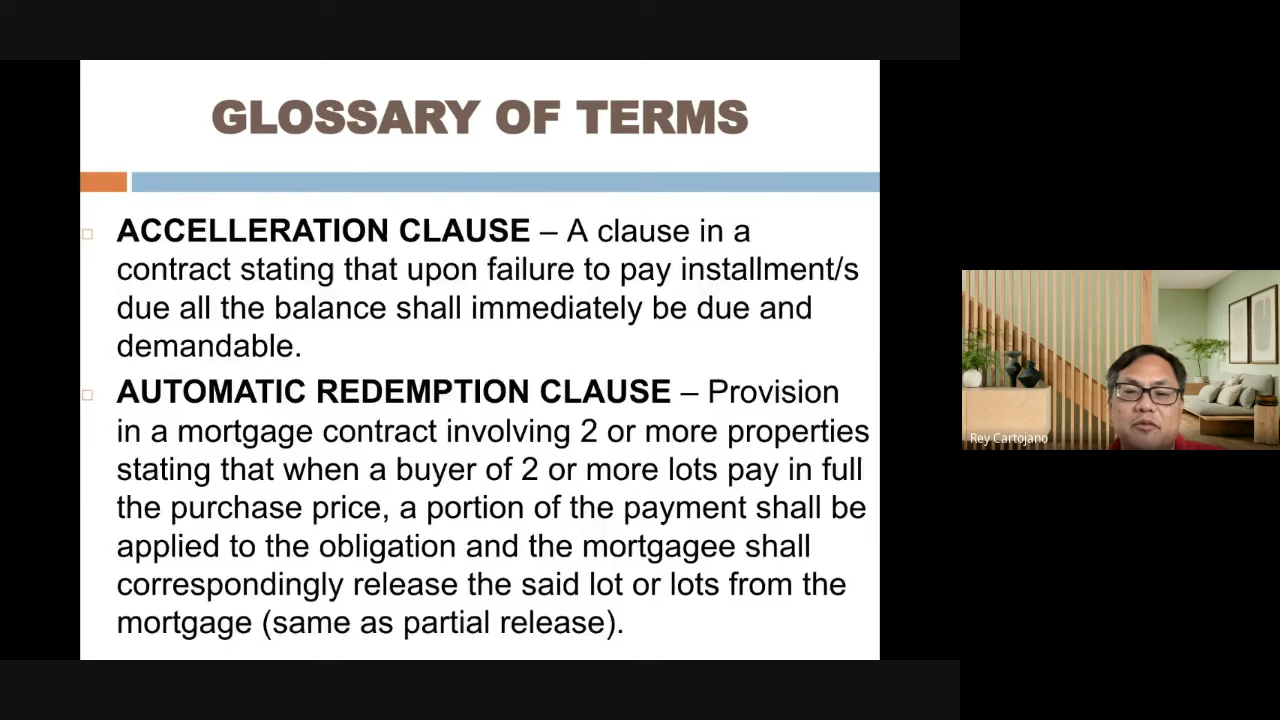 GLOSSARY OF TERMS
ACCELLERATION CLAUSE – A clause in a
contract stating that upon failure to pay installment/s
due all the balance shall immediately be due and
demandable.
AUTOMATIC REDEMPTION CLAUSE – Provision
in a mortgage contract involving 2 or more properties
stating that when a buyer of 2 or more lots pay in full
the purchase price, a portion of the payment shall be
applied to the obligation and the mortgagee shall
correspondingly release the said lot or lots from the
mortgage (same as partial release).
Rey Cartojano